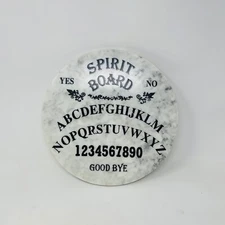 SPIRIT
BOARD
YES NO
ABCDEFGHIJKLM
NOPQRSTUVWXYZ
1234567890
GOOD BYE